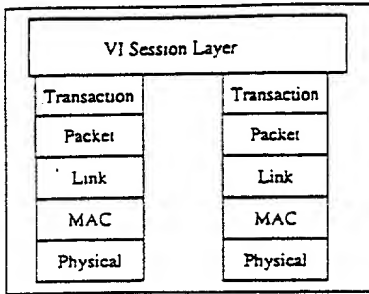 VI Session Layer
Transaction Transaction
Packet Packet
Link Link
MAC MAC
Physical Physical